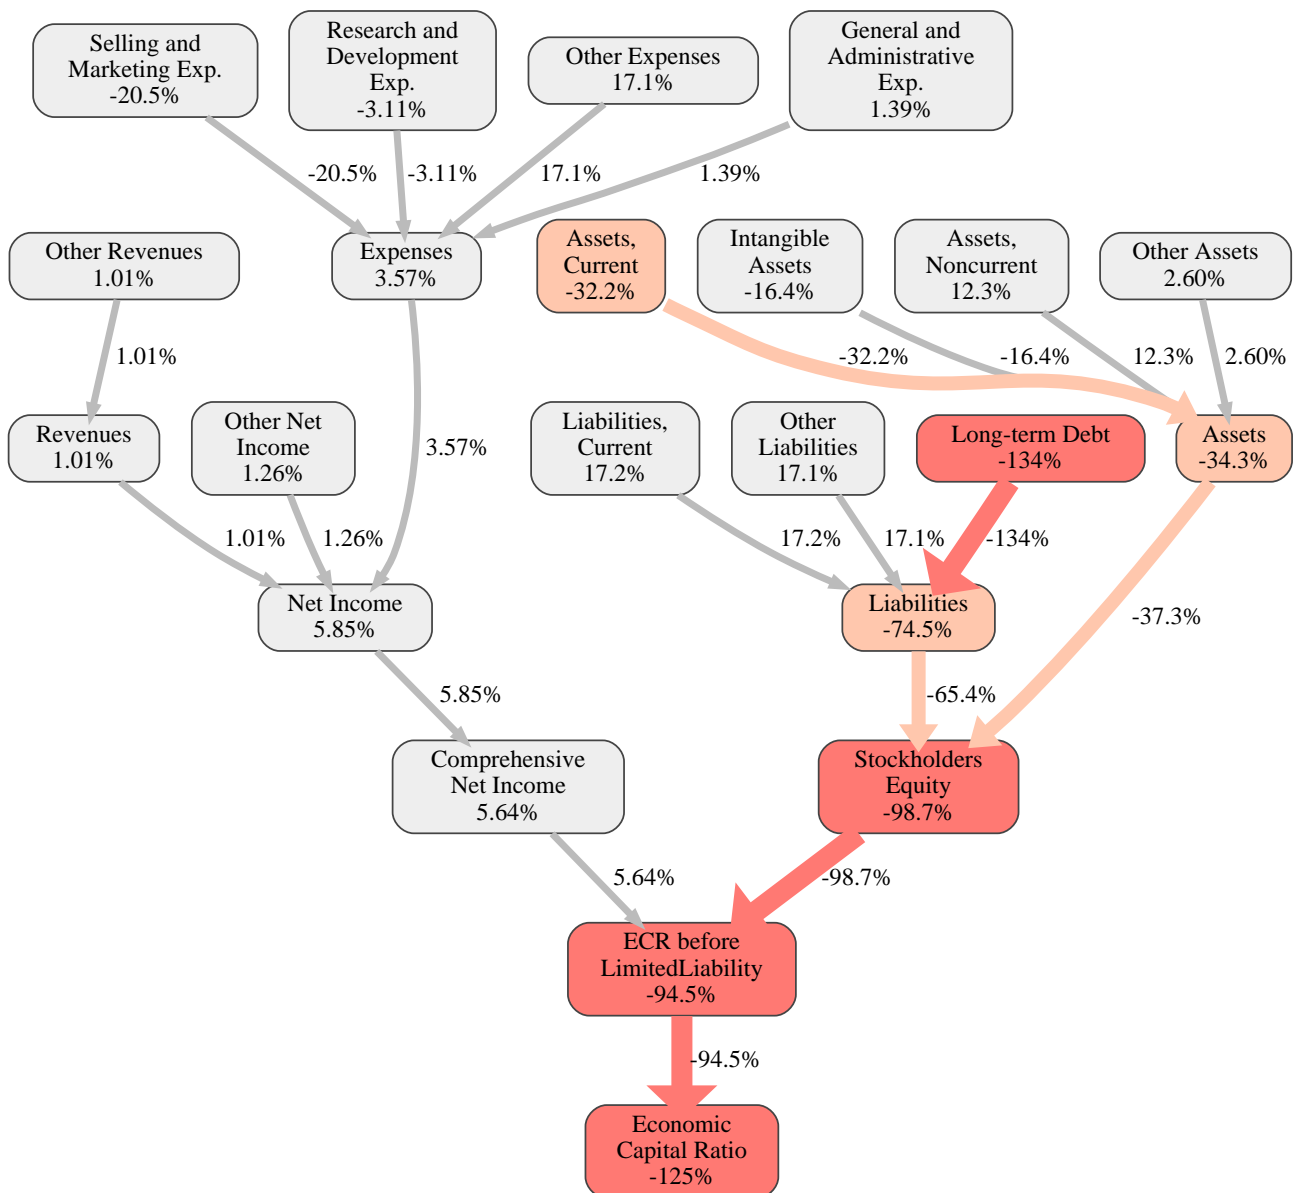 Selling and
Marketing Exp.
-20.5%
Research and
Development
Exp.
-3.11%
Other Expenses
17.1%
General and
Administrative
Exp.
1.39%
-20.5%
-3.11%
17.1%
1.39%
Other Revenues
1.01%
Expenses
3.57%
Assets,
Current
-32.2%
Intangible
Assets
-16.4%
Assets,
Noncurrent
12.3%
Other Assets
2.60%
1.01%
-32.2%
-16.4%
12.3%
2.60%
Revenues
1.01%
Other Net
Income
1.26%
3.57%
Liabilities,
Current
17.2%
Other
Liabilities
17.1%
Long-term Debt
-134%
Assets
-34.3%
1.01%
1.26%
17.2%
17.1%
-134%
Net Income
5.85%
Liabilities
-74.5%
-37.3%
5.85%
-65.4%
Comprehensive
Net Income
5.64%
Stockholders
Equity
-98.7%
5.64%
-98.7%
ECR before
LimitedLiability
-94.5%
-94.5%
Economic
Capital Ratio
-125%